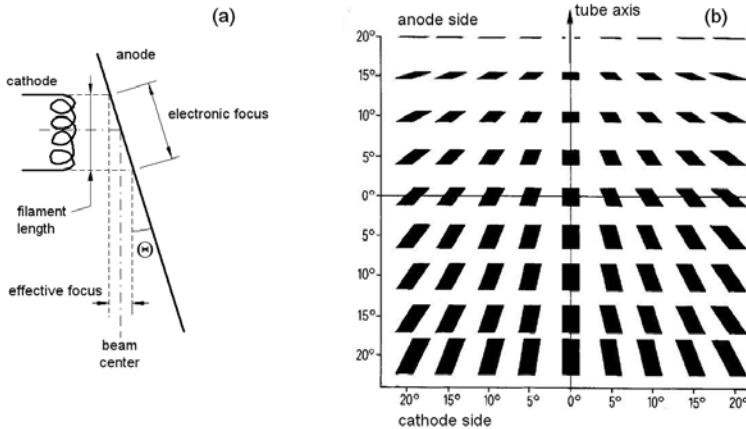 (a)
anode
cathode
electronic focus
filament
length
Θ
effective focus
beam
center
(b)
anode side
tube axis
20°
15°
10°
5°
0°
5°
10°
15°
20°
20° 15° 10° 5° 0° 5° 10° 15° 20°
cathode side